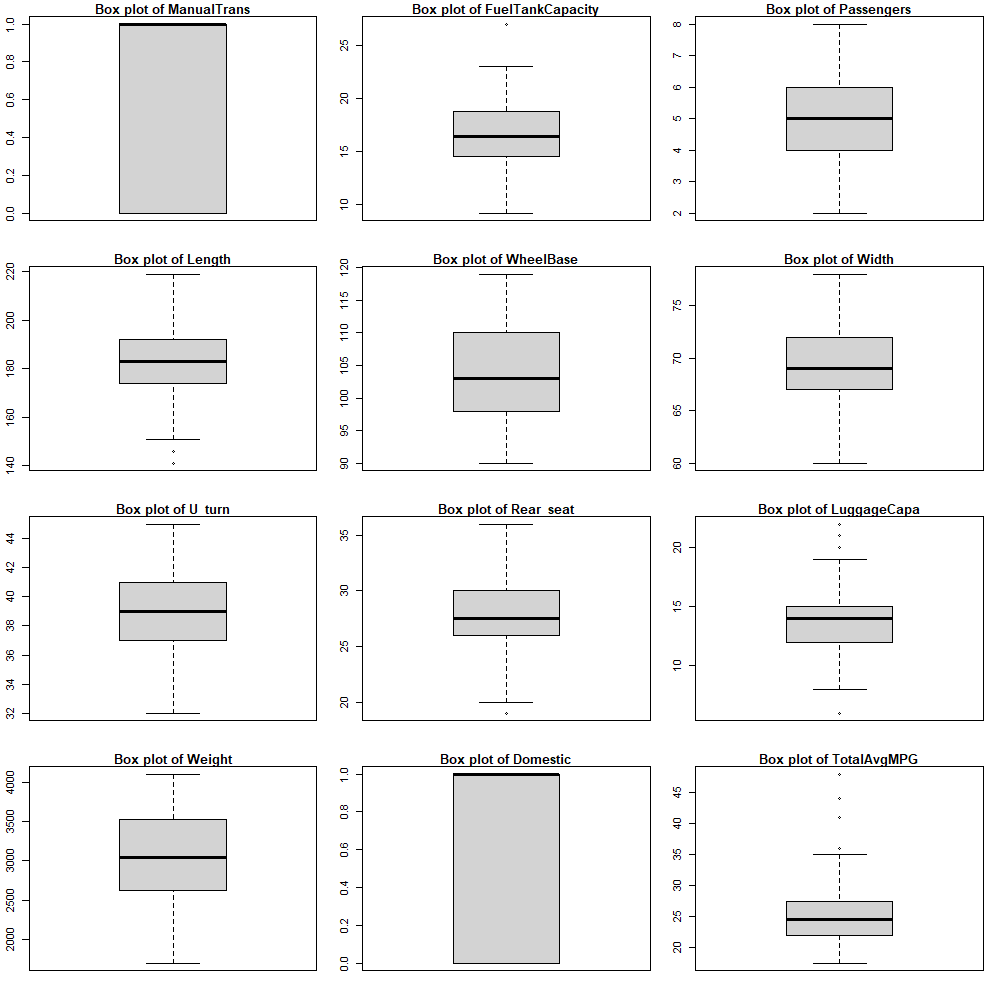 Box plot of ManualTrans
0.0 0.2 0.4 0.6 0.8 1.0
Box plot of FuelTankCapacity
10 15 20 25
Box plot of Passengers
2 3 4 5 6 7 8
Box plot of Length
140 160 180 200 220
Box plot of WheelBase
90 95 100 105 110 115 120
Box plot of Width
60 65 70 75
Box plot of U_turn
32 34 36 38 40 42 44
Box plot of Rear_seat
20 25 30 35
Box plot of LuggageCapa
10 15 20
Box plot of Weight
2000 2500 3000 3500 4000
Box plot of Domestic
0.0 0.2 0.4 0.6 0.8 1.0
Box plot of TotalAvgMPG
20 25 30 35 40 45